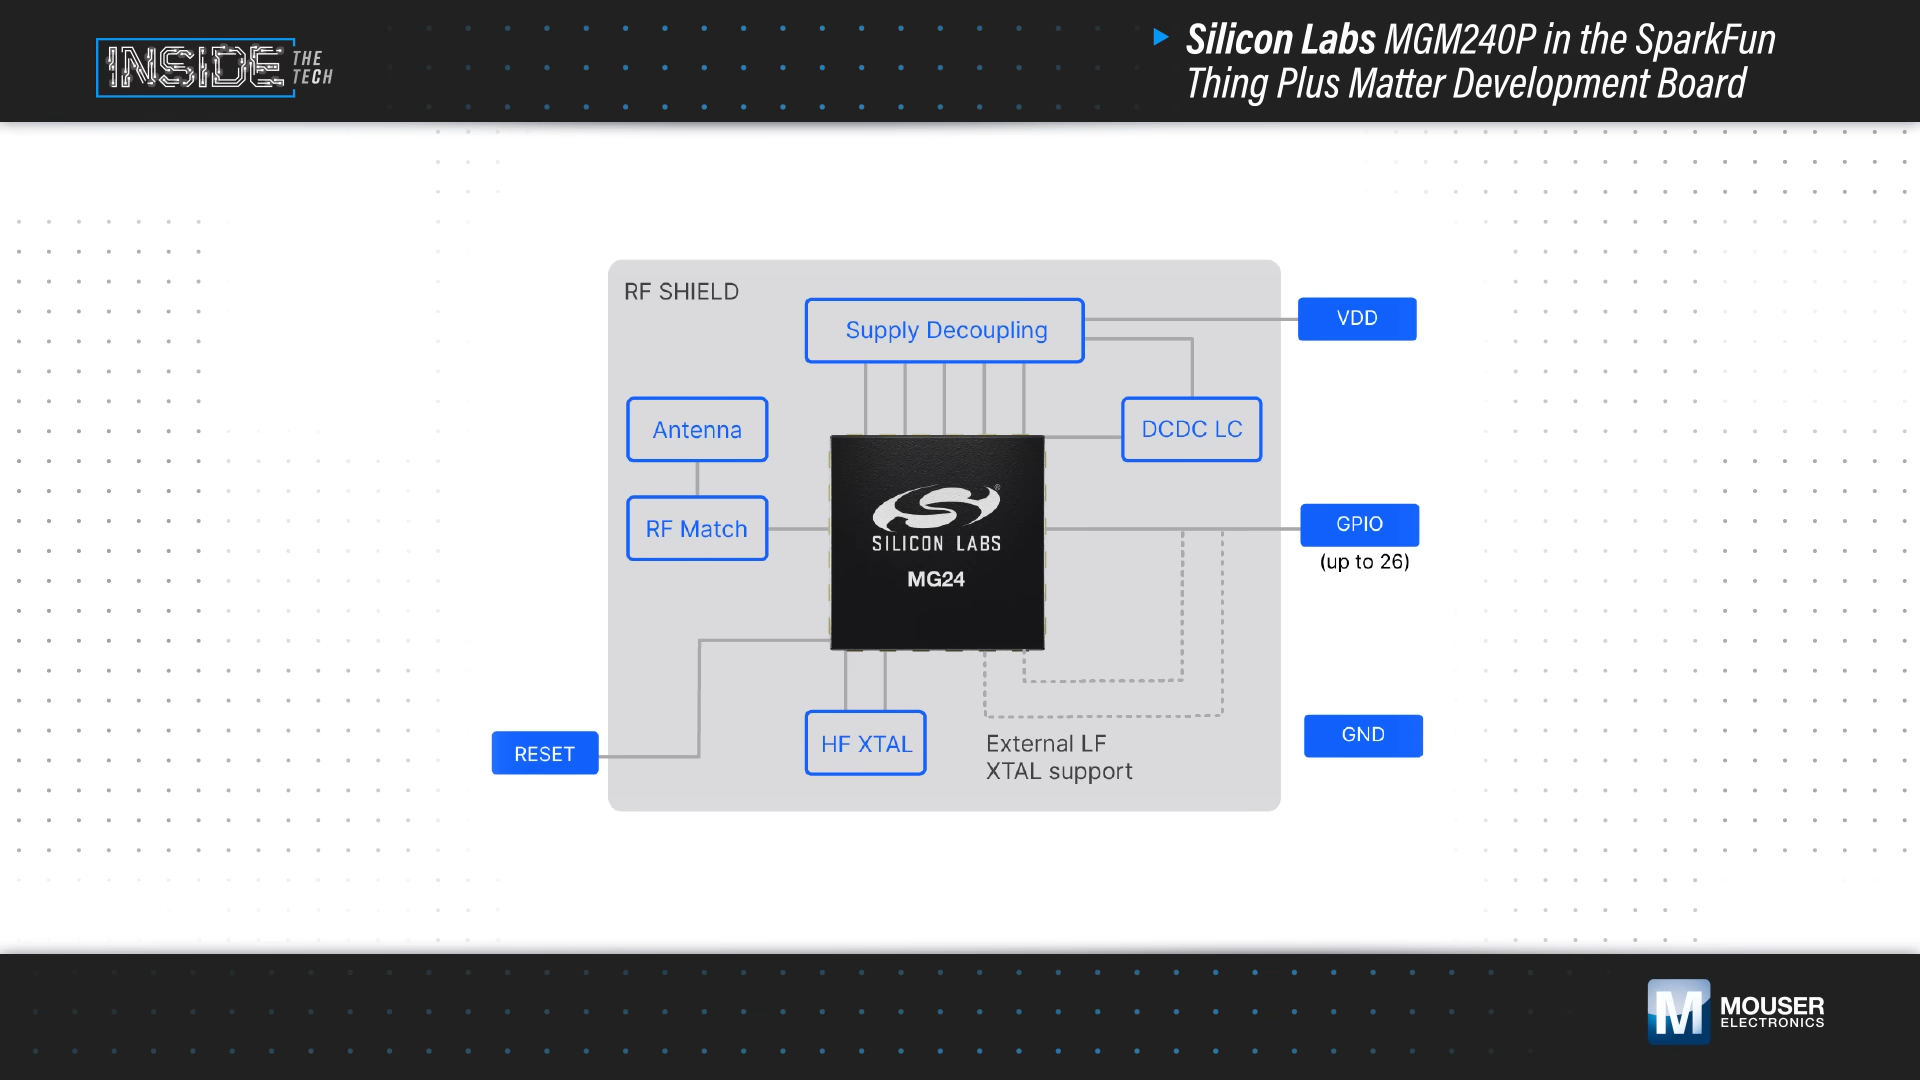 INSIDE THE TECH
Silicon Labs MGM240P in the SparkFun
Thing Plus Matter Development Board
RF SHIELD
Supply Decoupling
VDD
Antenna
DCDC LC
RF Match
SILICON LABS®
MG24
GPIO
(up to 26)
RESET
HF XTAL
External LF
XTAL support
GND
M MOUSER
ELECTRONICS